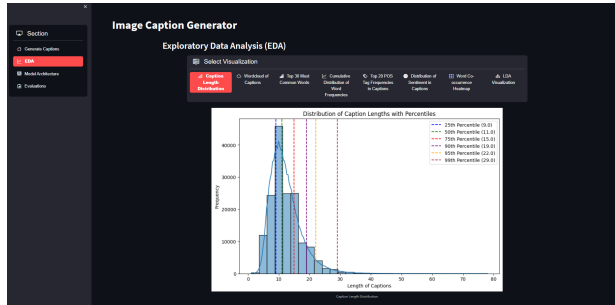 ×
Image Caption Generator
Section
Generate Captions
EDA
Model Architecture
Evaluations
Exploratory Data Analysis (EDA)
Select Visualization
Caption Length Distribution
Wordcloud of Captions
Top 30 Most Common Words
Cumulative Distribution of Word Frequencies
Top 20 POS Tag Frequencies in Captions
Distribution of Sentiment in Captions
Word Co-occurrence Heatmap
LDA Visualization
Distribution of Caption Lengths with Percentiles
25th Percentile (9.0)
50th Percentile (11.0)
75th Percentile (15.0)
90th Percentile (19.0)
95th Percentile (22.0)
99th Percentile (29.0)
Frequency
40000
30000
20000
10000
0
0 10 20 30 40 50 60 70 80
Length of Captions
Caption Length Distribution